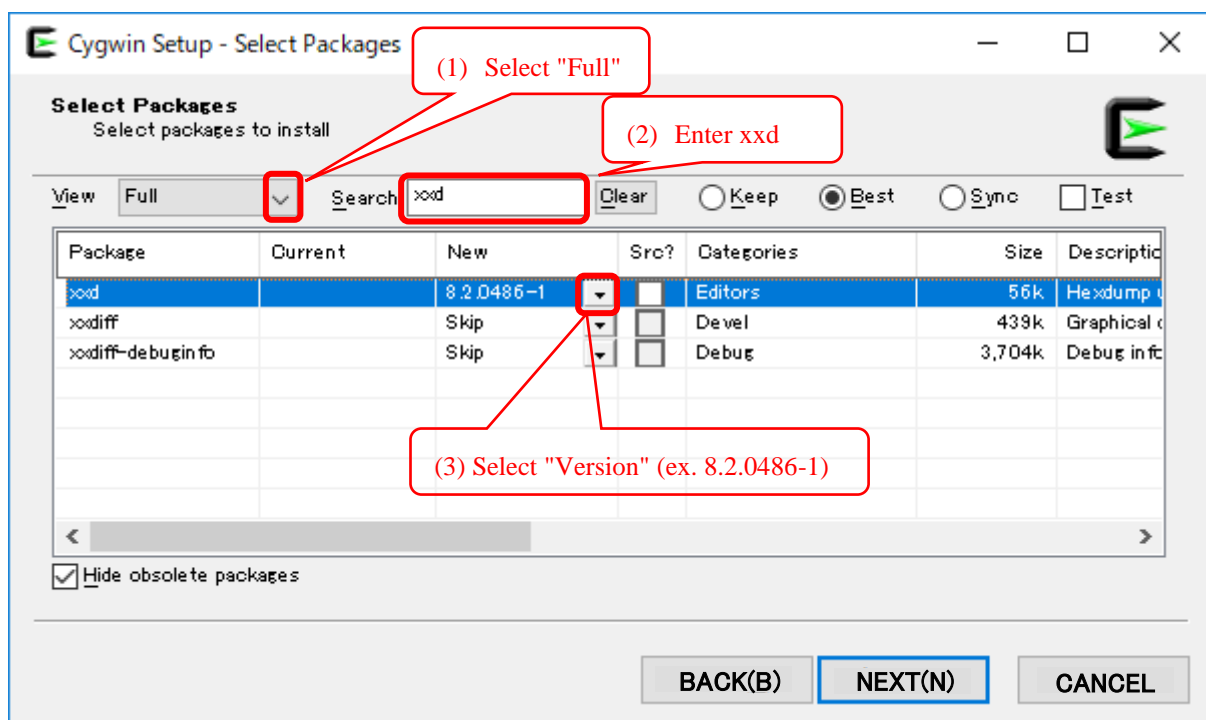 Cygwin Setup - Select Packages
(1) Select "Full"
Select Packages
Select packages to install
(2) Enter xxd
View Full Search xxd Clear Keep Best Sync Test
Package Current New Src? Categories Size Descriptio
xxd 8.2.0486-1 Editors 56k Hexdump u
xxdiff Skip Devel 439k Graphical d
xxdiff-debuginfo Skip Debug 3,704k Debug info
(3) Select "Version" (ex. 8.2.0486-1)
Hide obsolete packages
BACK(B) NEXT(N) CANCEL